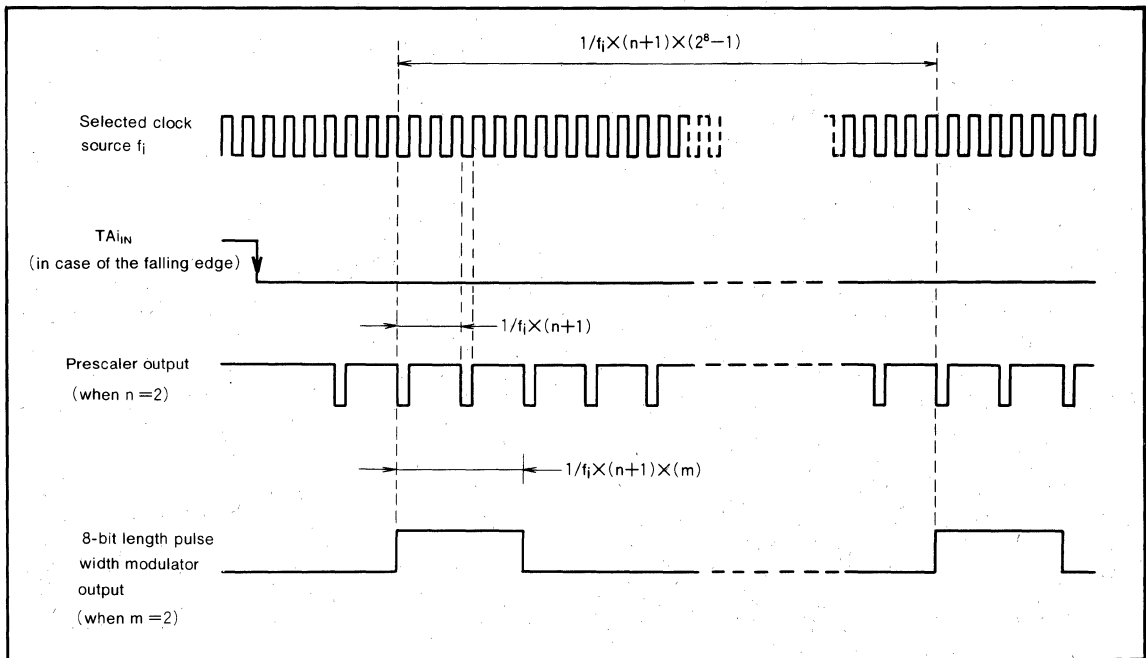 1/fi×(n+1)×(2⁸−1)
Selected clock
source fi
TAiIN
(in case of the falling edge)
1/fi×(n+1)
Prescaler output
(when n=2)
1/fi×(n+1)×(m)
8-bit length pulse
width modulator
output
(when m=2)